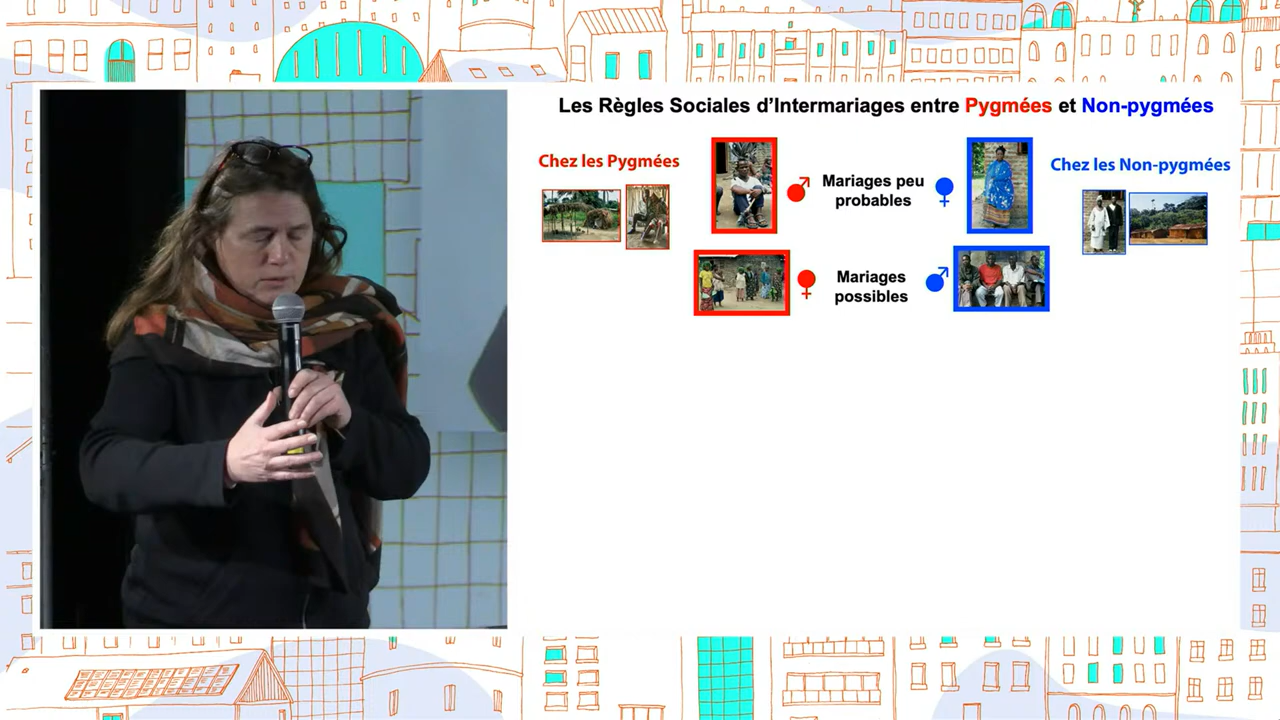 Les Règles Sociales d'Intermariages entre Pygmées et Non-pygmées
Chez les Pygmées
Mariages peu
probables
Chez les Non-pygmées
Mariages
possibles